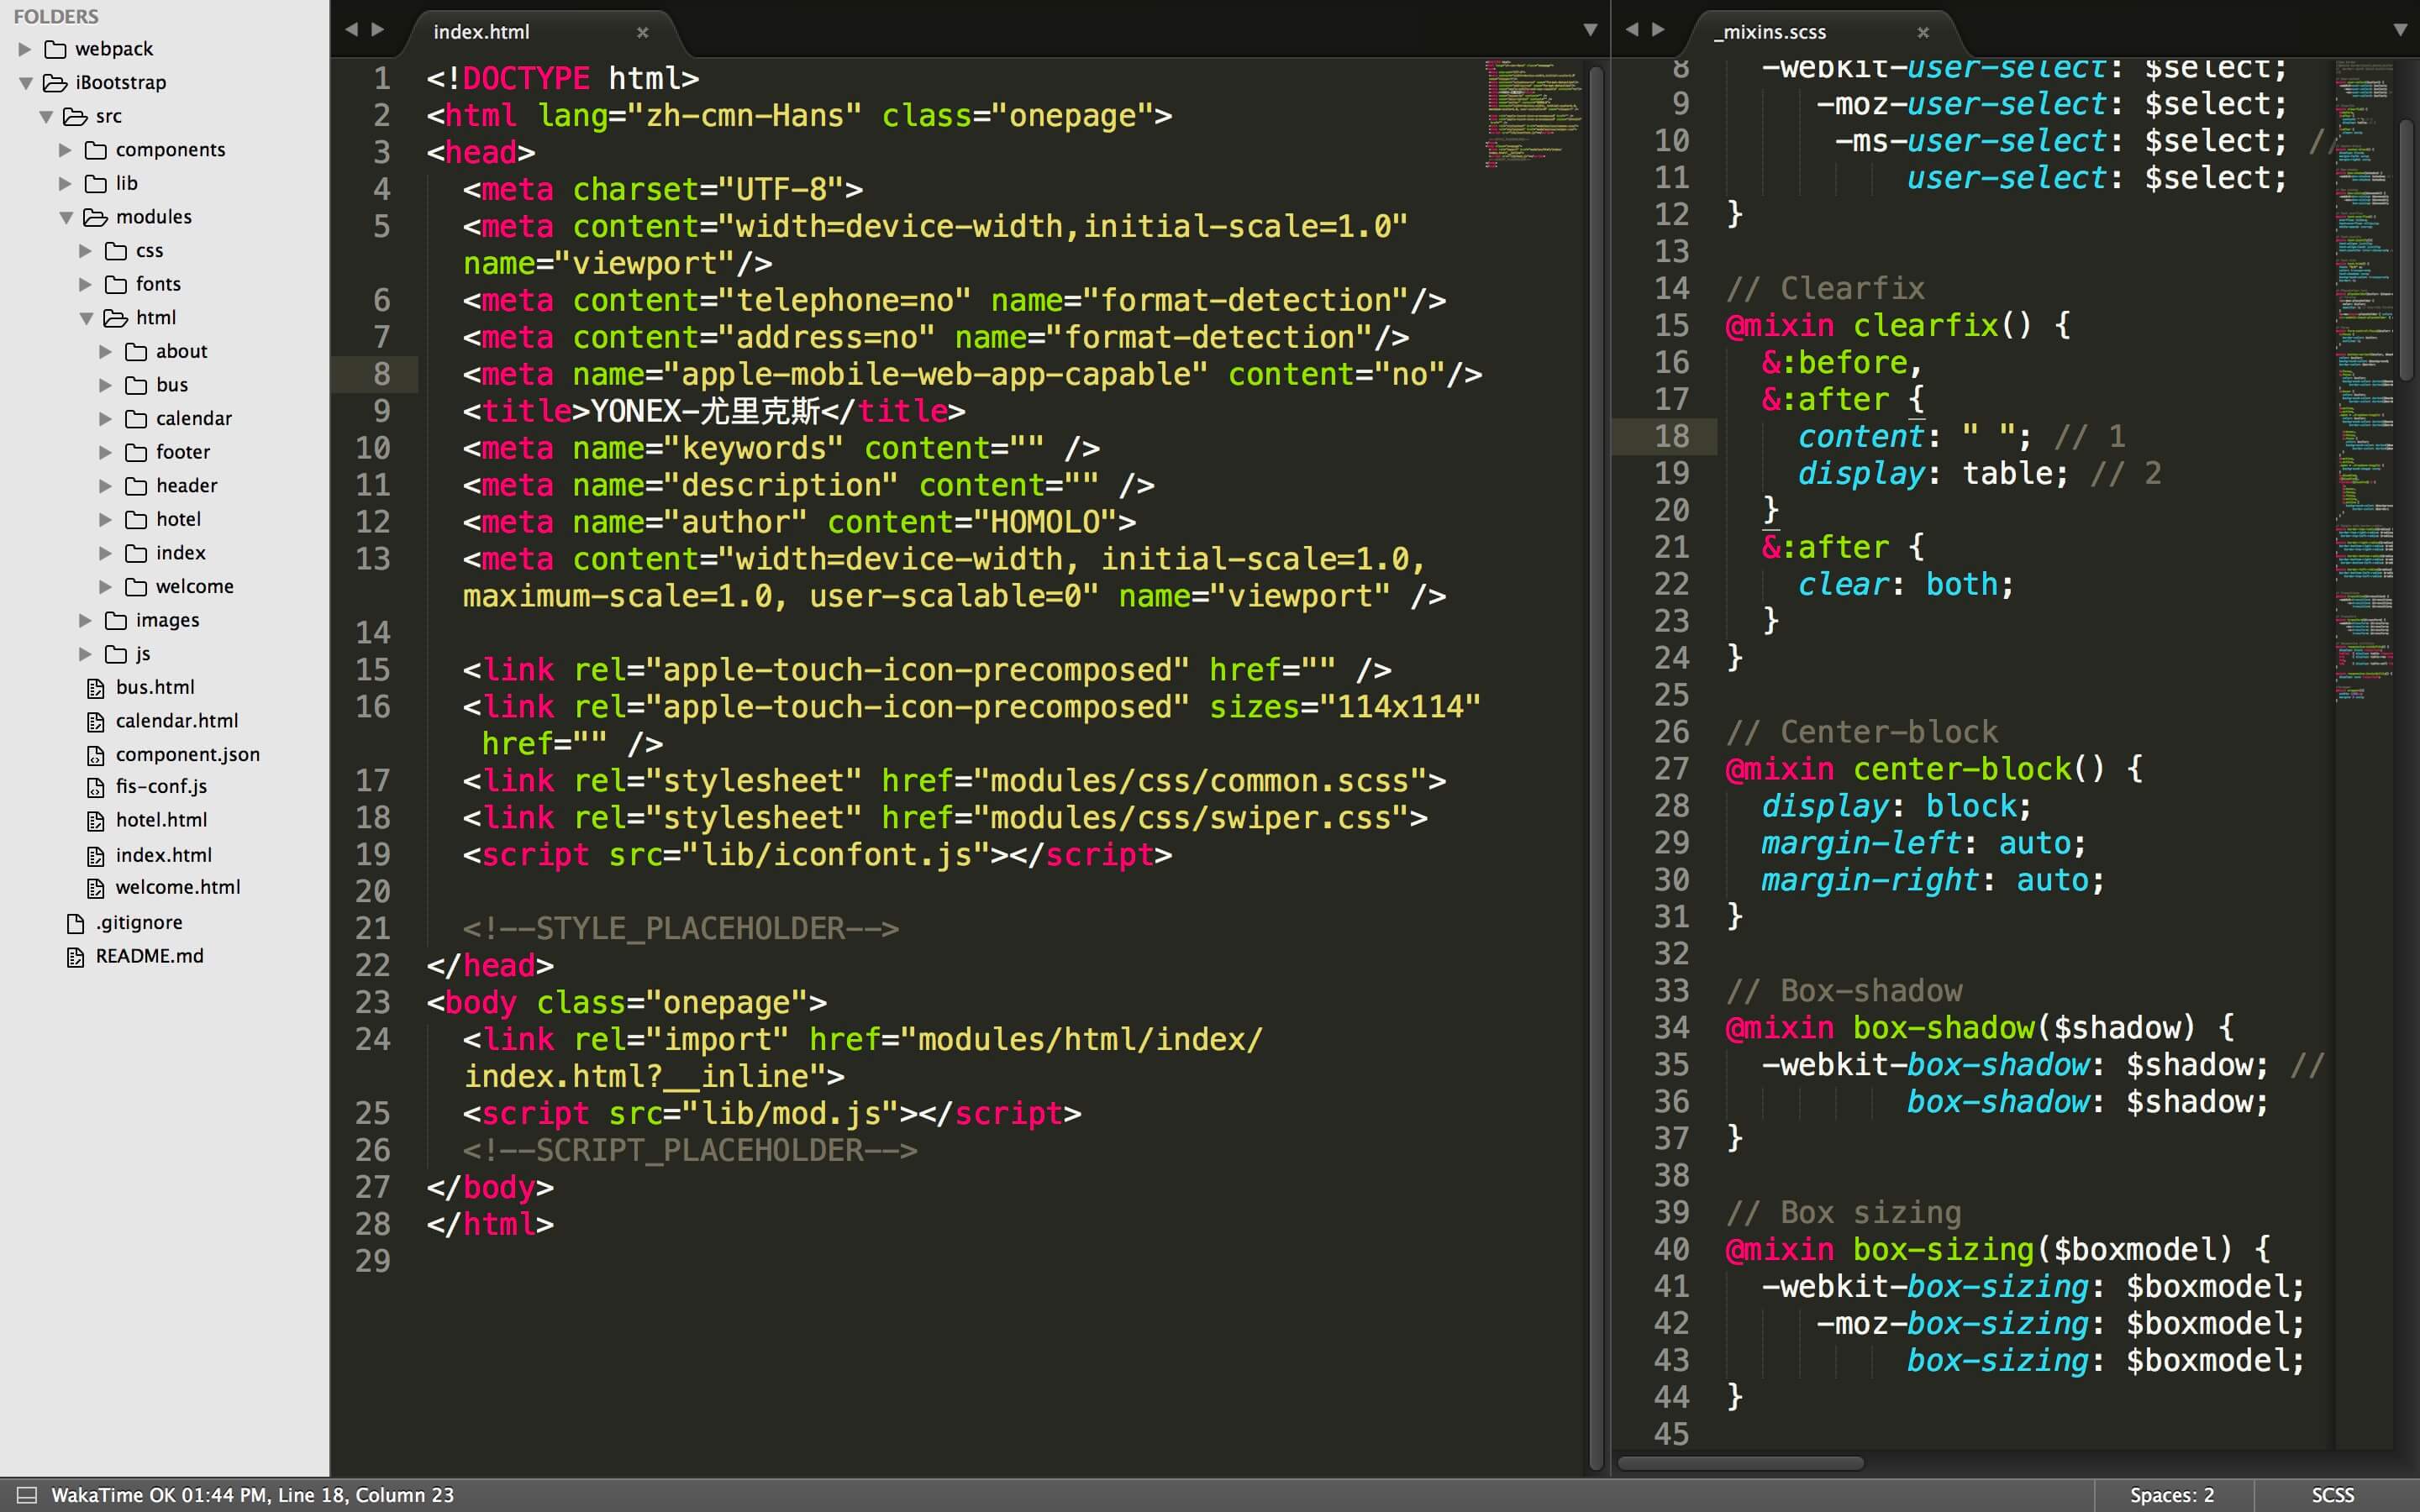 FOLDERS
webpack
iBootstrap
src
components
lib
modules
css
fonts
html
about
bus
calendar
footer
header
hotel
index
welcome
images
js
bus.html
calendar.html
component.json
fis-conf.js
hotel.html
index.html
welcome.html
.gitignore
README.md
index.html
1 <!DOCTYPE html>
2 <html lang="zh-cmn-Hans" class="onepage">
3 <head>
4 <meta charset="UTF-8">
5 <meta content="width=device-width,initial-scale=1.0"
name="viewport"/>
6 <meta content="telephone=no" name="format-detection"/>
7 <meta content="address=no" name="format-detection"/>
8 <meta name="apple-mobile-web-app-capable" content="no"/>
9 <title>YONEX-尤里克斯</title>
10 <meta name="keywords" content="" />
11 <meta name="description" content="" />
12 <meta name="author" content="HOMOLO">
13 <meta content="width=device-width, initial-scale=1.0,
maximum-scale=1.0, user-scalable=0" name="viewport" />
14
15 <link rel="apple-touch-icon-precomposed" href="" />
16 <link rel="apple-touch-icon-precomposed" sizes="114x114"
href="" />
17 <link rel="stylesheet" href="modules/css/common.scss">
18 <link rel="stylesheet" href="modules/css/swiper.css">
19 <script src="lib/iconfont.js"></script>
20
21 <!--STYLE_PLACEHOLDER-->
22 </head>
23 <body class="onepage">
24 <link rel="import" href="modules/html/index/
index.html?__inline">
25 <script src="lib/mod.js"></script>
26 <!--SCRIPT_PLACEHOLDER-->
27 </body>
28 </html>
29
_mixins.scss
8 -webkit-user-select: $select;
9 -moz-user-select: $select;
10 -ms-user-select: $select; //
11 user-select: $select;
12 }
13
14 // Clearfix
15 @mixin clearfix() {
16 &:before,
17 &:after {
18 content: " "; // 1
19 display: table; // 2
20 }
21 &:after {
22 clear: both;
23 }
24 }
25
26 // Center-block
27 @mixin center-block() {
28 display: block;
29 margin-left: auto;
30 margin-right: auto;
31 }
32
33 // Box-shadow
34 @mixin box-shadow($shadow) {
35 -webkit-box-shadow: $shadow; //
36 box-shadow: $shadow;
37 }
38
39 // Box sizing
40 @mixin box-sizing($boxmodel) {
41 -webkit-box-sizing: $boxmodel;
42 -moz-box-sizing: $boxmodel;
43 box-sizing: $boxmodel;
44 }
45
WakaTime OK 01:44 PM, Line 18, Column 23
Spaces: 2
SCSS